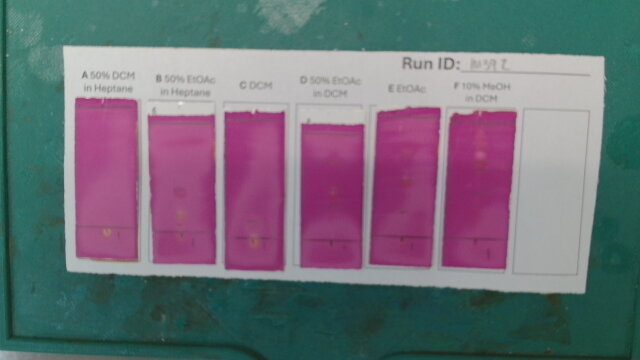 Run ID:
A 50% DCM
in Heptane
B 50% EtOAc
in Heptane
C DCM
D 50% EtOAc
in DCM
E EtOAc
F 10% MeOH
in DCM